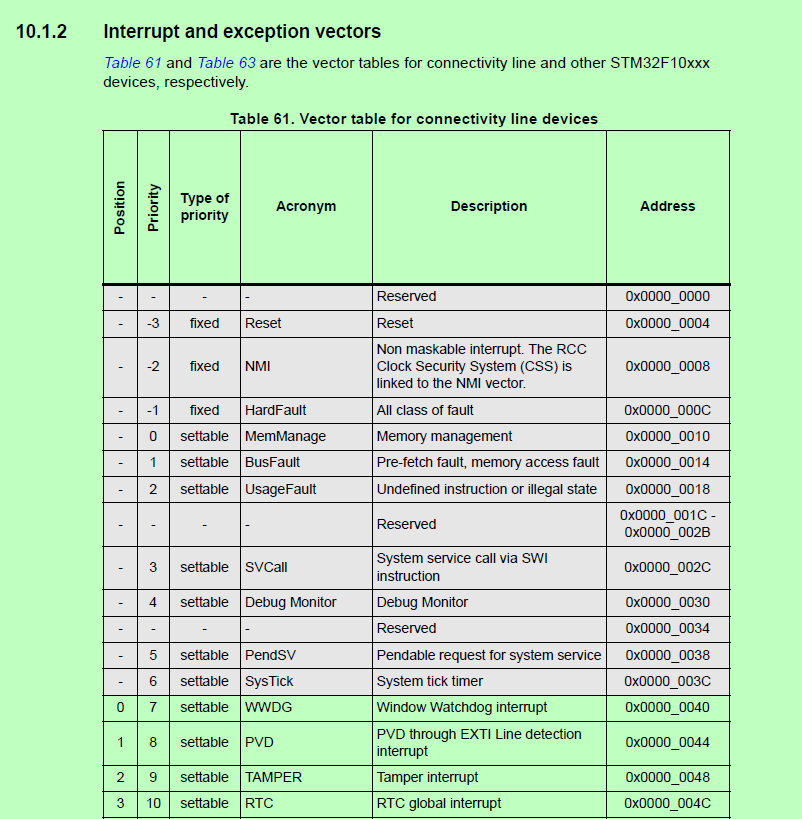 10.1.2 Interrupt and exception vectors
Table 61 and Table 63 are the vector tables for connectivity line and other STM32F10xxx
devices, respectively.
Table 61. Vector table for connectivity line devices
Position Priority Type of priority Acronym Description Address
- - - - Reserved 0x0000_0000
- -3 fixed Reset Reset 0x0000_0004
- -2 fixed NMI Non maskable interrupt. The RCC
Clock Security System (CSS) is
linked to the NMI vector. 0x0000_0008
- -1 fixed HardFault All class of fault 0x0000_000C
- 0 settable MemManage Memory management 0x0000_0010
- 1 settable BusFault Pre-fetch fault, memory access fault 0x0000_0014
- 2 settable UsageFault Undefined instruction or illegal state 0x0000_0018
- - - - Reserved 0x0000_001C -
0x0000_002B
- 3 settable SVCall System service call via SWI
instruction 0x0000_002C
- 4 settable Debug Monitor Debug Monitor 0x0000_0030
- - - - Reserved 0x0000_0034
- 5 settable PendSV Pendable request for system service 0x0000_0038
- 6 settable SysTick System tick timer 0x0000_003C
0 7 settable WWDG Window Watchdog interrupt 0x0000_0040
1 8 settable PVD PVD through EXTI Line detection
interrupt 0x0000_0044
2 9 settable TAMPER Tamper interrupt 0x0000_0048
3 10 settable RTC RTC global interrupt 0x0000_004C